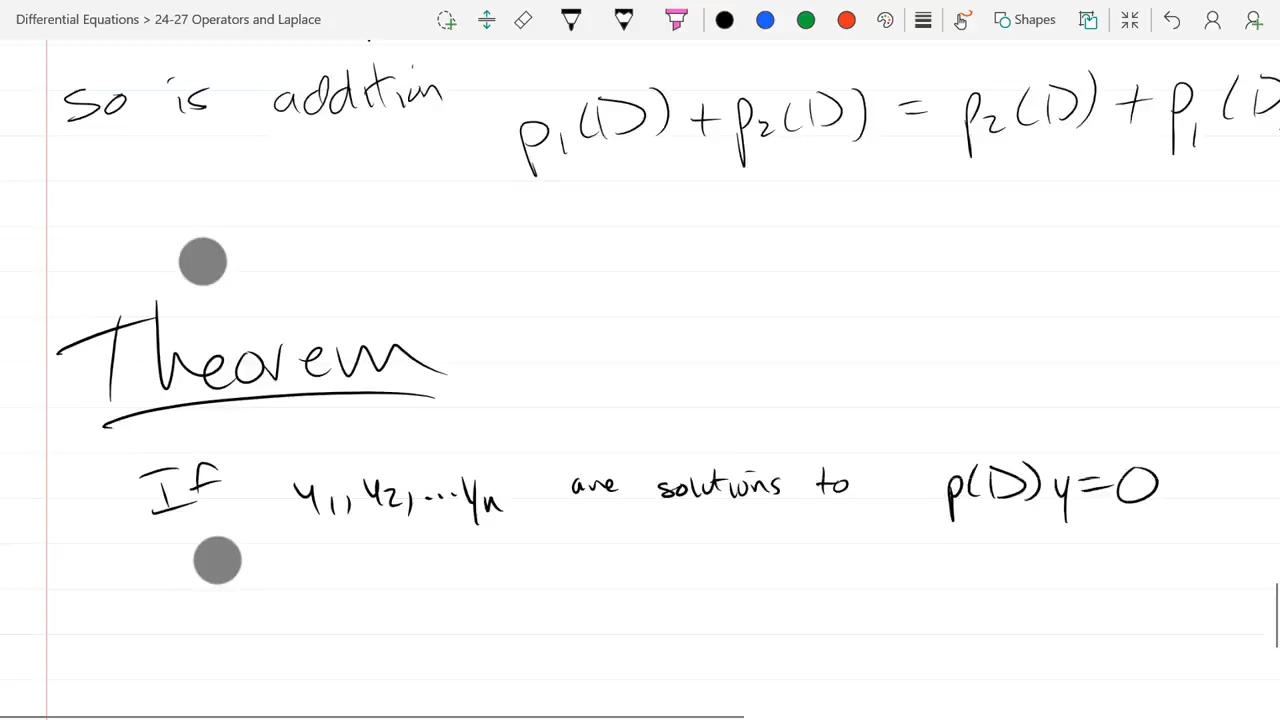 Differential Equations > 24-27 Operators and Laplace
Shapes
so is addition p₁(D) + p₂(D) = p₂(D) + p₁(D
Theorem
If y₁, y₂, ... yn are solutions to p(D)y=0